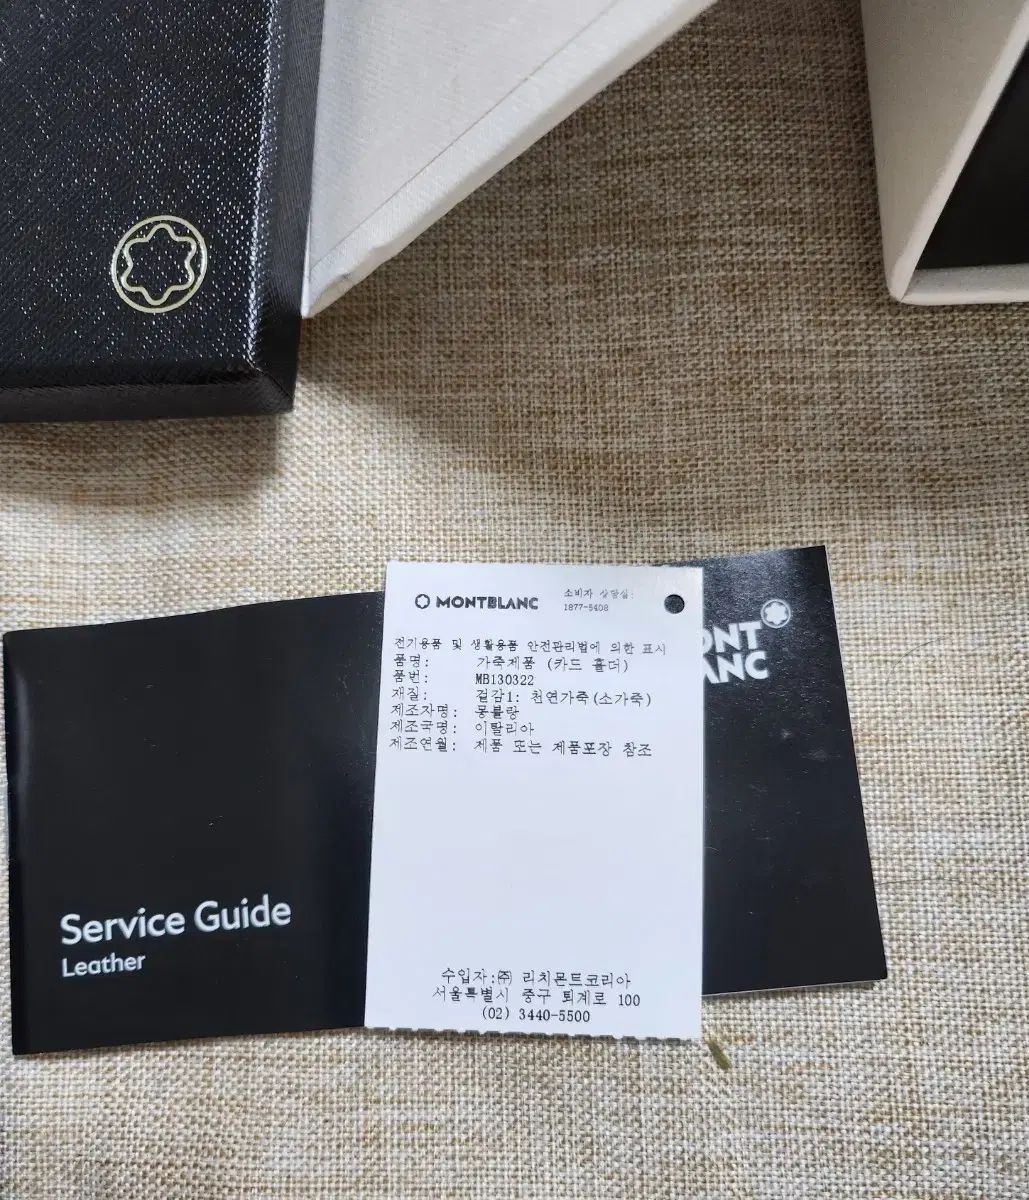 MONTBLANC
소비자 상담실:
1877-5408
전기용품 및 생활용품 안전관리법에 의한 표시
품명: 가죽제품 (카드 홀더)
품번: MB130322
재질: 겉감1: 천연가죽(소가죽)
제조자명: 몽블랑
제조국명: 이탈리아
제조연월: 제품 또는 제품포장 참조
수입자:㈜ 리치몬트코리아
서울특별시 중구 퇴계로 100
(02) 3440-5500
ONT
ANC
Service Guide
Leather